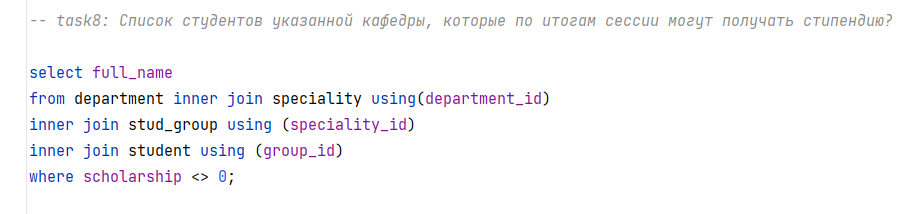 -- task8: Список студентов указанной кафедры, которые по итогам сессии могут получать стипендию?
select full_name
from department inner join speciality using(department_id)
inner join stud_group using (speciality_id)
inner join student using (group_id)
where scholarship <> 0;